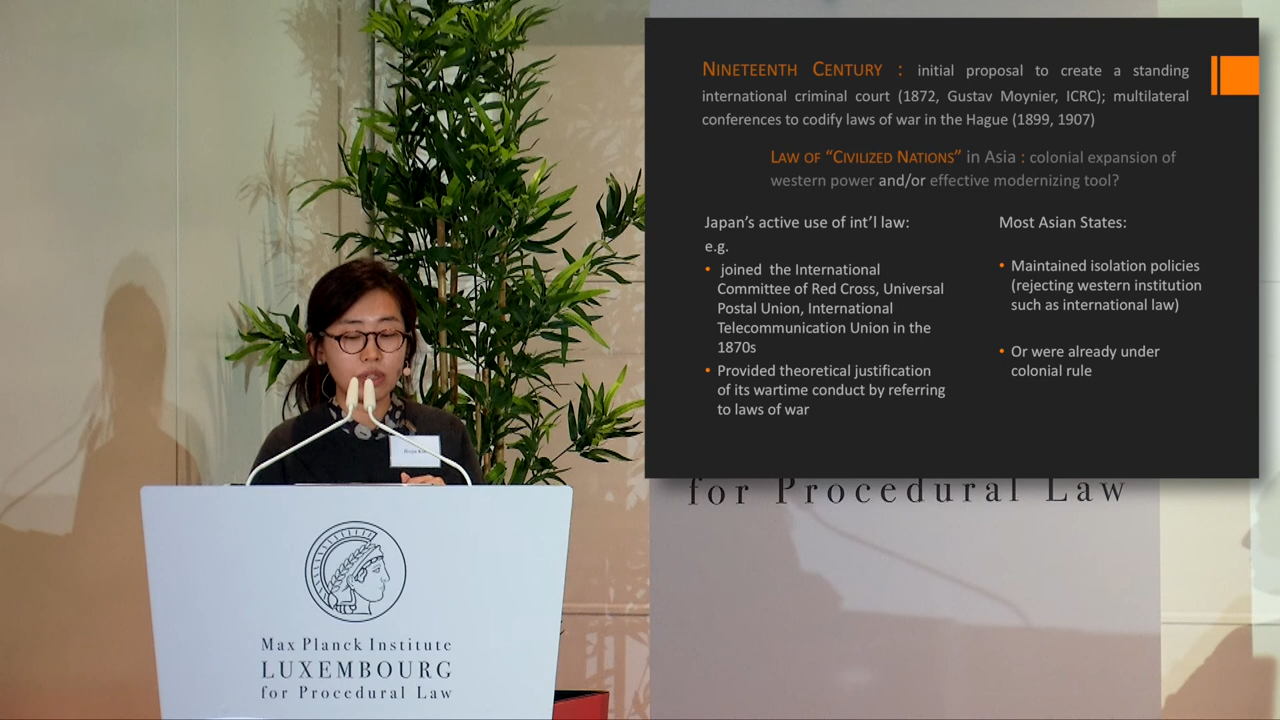 NINETEENTH CENTURY : initial proposal to create a standing
international criminal court (1872, Gustav Moynier, ICRC); multilateral
conferences to codify laws of war in the Hague (1899, 1907)
LAW OF “CIVILIZED NATIONS” in Asia : colonial expansion of
western power and/or effective modernizing tool?
Japan’s active use of int’l law:
e.g.
• joined the International
Committee of Red Cross, Universal
Postal Union, International
Telecommunication Union in the
1870s
• Provided theoretical justification
of its wartime conduct by referring
to laws of war
Most Asian States:
• Maintained isolation policies
(rejecting western institution
such as international law)
• Or were already under
colonial rule
for Procedural Law
Max Planck Institute
LUXEMBOURG
for Procedural Law